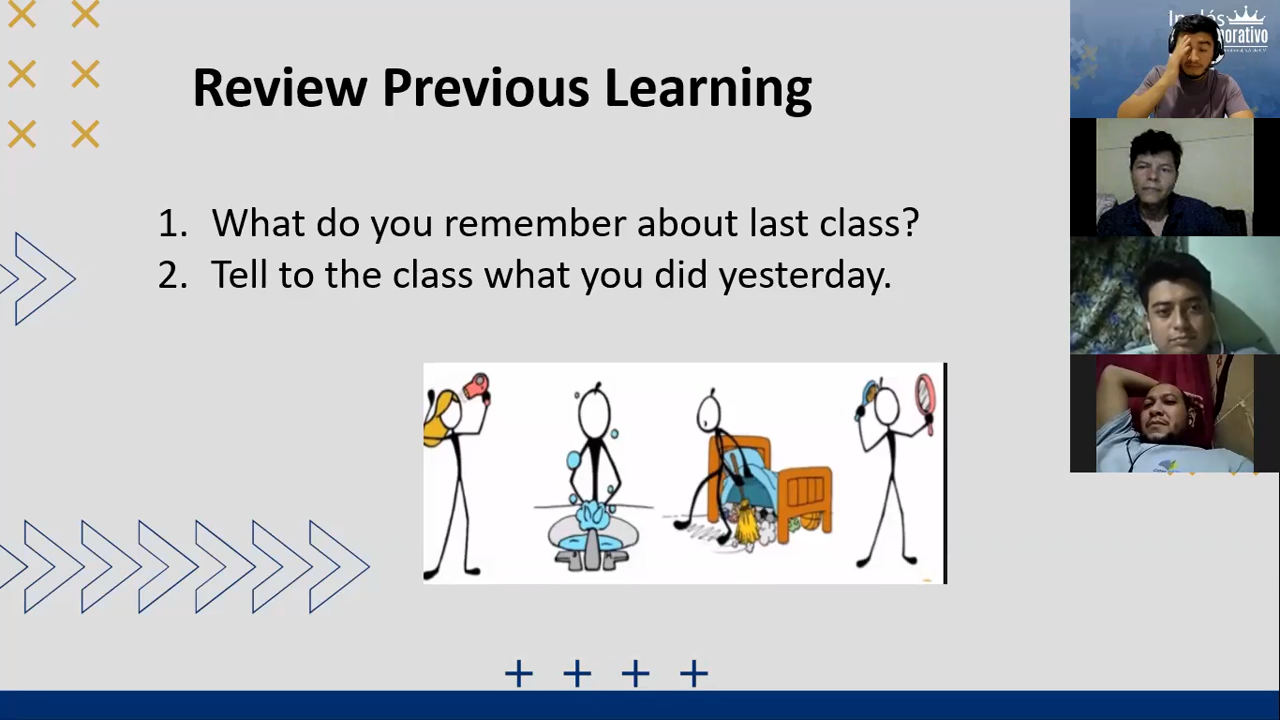 Review Previous Learning
1. What do you remember about last class?
2. Tell to the class what you did yesterday.